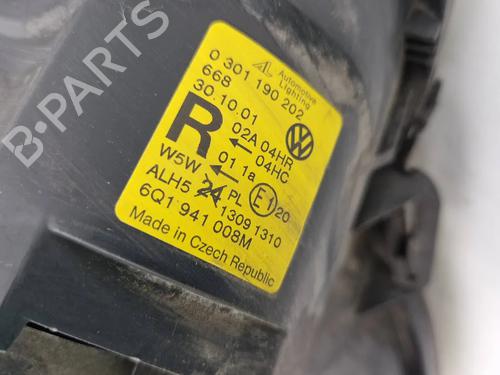 AL Automotive Lighting
0 301 190 202
668
30.10.01
R
02A 04HR
← 04HC
W5W ← 01 1a
ALH5 24 PL E1 20
1309 1310
6Q1 941 008M
Made in Czech Republic
B-PARTS